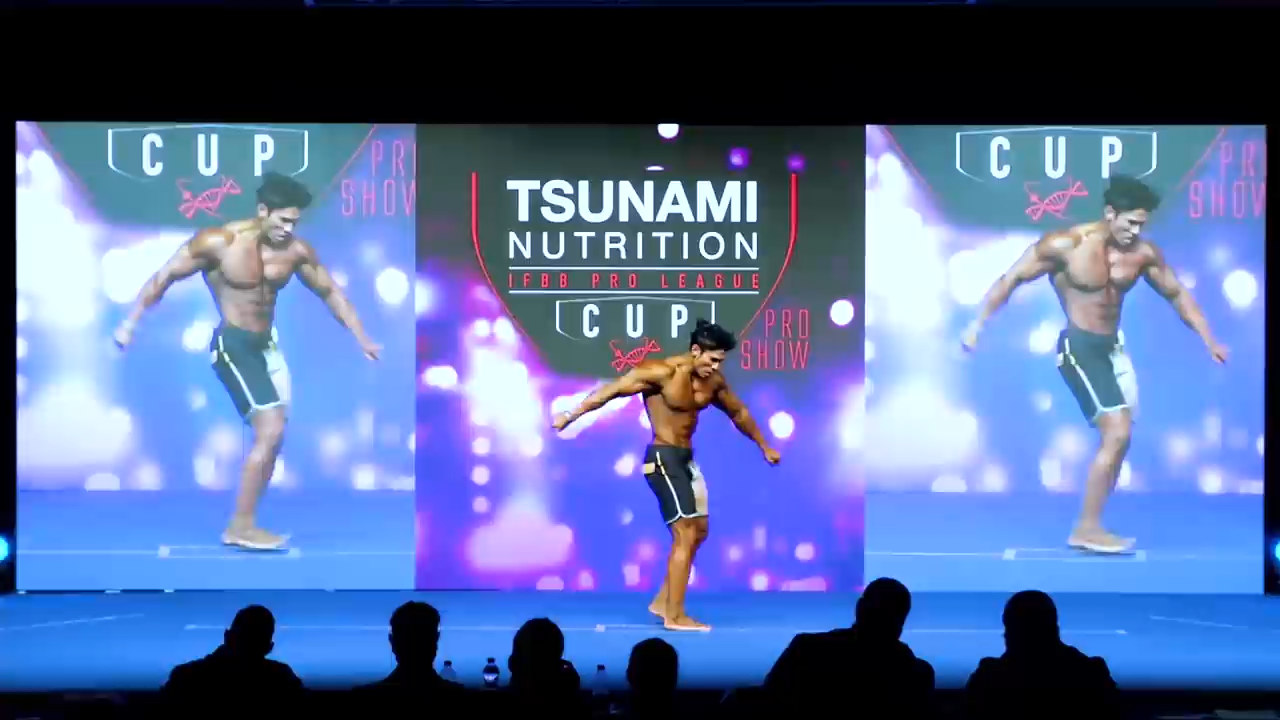 CUP
PRO
SHOW
TSUNAMI
NUTRITION
IFBB PRO LEAGUE
CUP
PRO
SHOW
CUP
PRO
SHOW